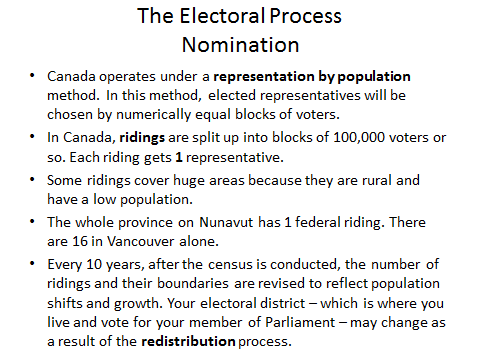 The Electoral Process
Nomination
• Canada operates under a representation by population
method. In this method, elected representatives will be
chosen by numerically equal blocks of voters.
• In Canada, ridings are split up into blocks of 100,000 voters or
so. Each riding gets 1 representative.
• Some ridings cover huge areas because they are rural and
have a low population.
• The whole province on Nunavut has 1 federal riding. There
are 16 in Vancouver alone.
• Every 10 years, after the census is conducted, the number of
ridings and their boundaries are revised to reflect population
shifts and growth. Your electoral district – which is where you
live and vote for your member of Parliament – may change as
a result of the redistribution process.